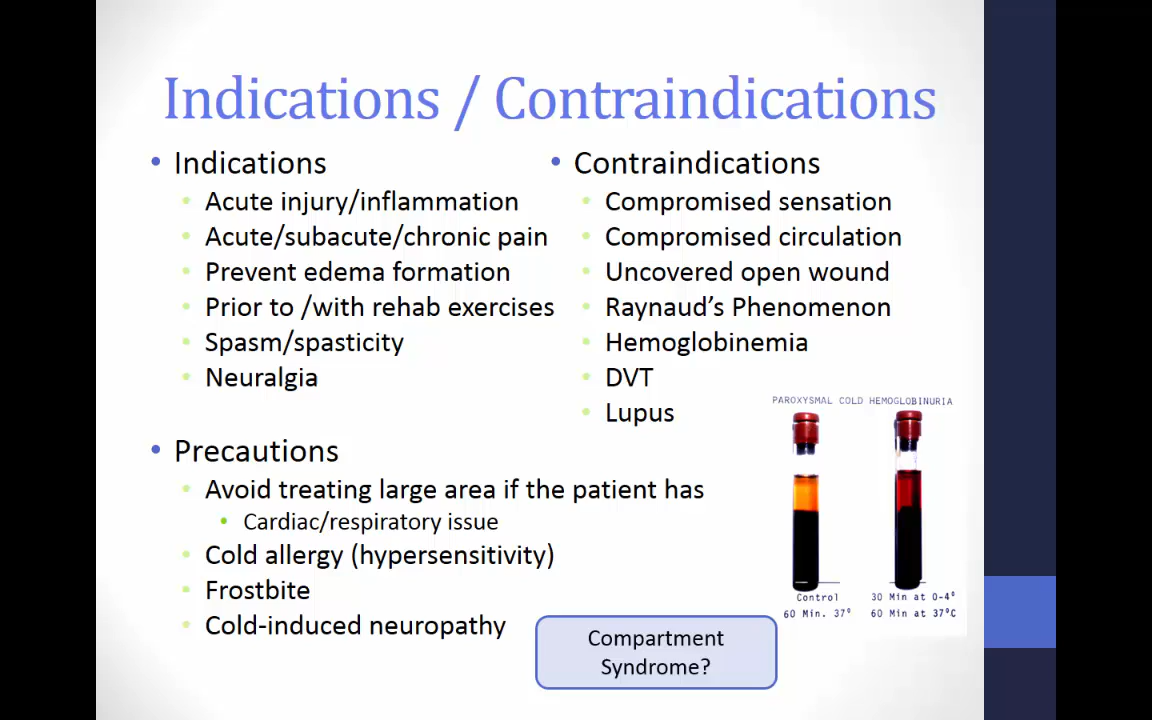 Indications / Contraindications
Indications
Acute injury/inflammation
Acute/subacute/chronic pain
Prevent edema formation
Prior to /with rehab exercises
Spasm/spasticity
Neuralgia
Precautions
Avoid treating large area if the patient has
Cardiac/respiratory issue
Cold allergy (hypersensitivity)
Frostbite
Cold-induced neuropathy
Contraindications
Compromised sensation
Compromised circulation
Uncovered open wound
Raynaud's Phenomenon
Hemoglobinemia
DVT
Lupus
PAROXYSMAL COLD HEMOGLOBINURIA
Control
60 Min. 37°
30 Min at 0-4°
60 Min at 37°C
Compartment
Syndrome?